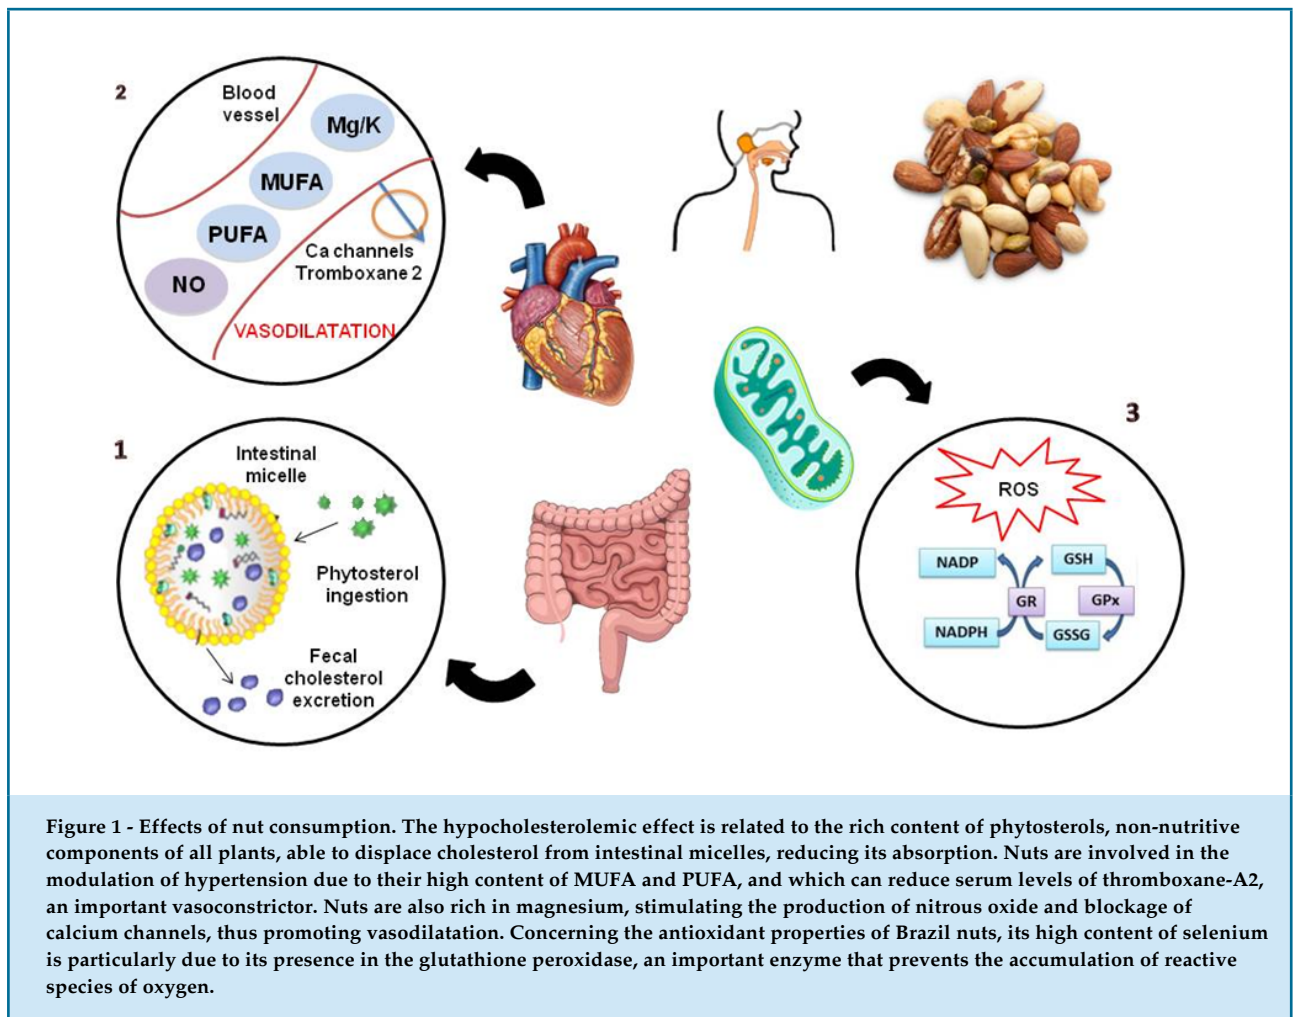 2
Blood
vessel
Mg/K
MUFA
PUFA
NO
Ca channels
Tromboxane 2
VASODILATATION
1
Intestinal
micelle
Phytosterol
ingestion
Fecal
cholesterol
excretion
3
ROS
NADP
GSH
GR
GPx
NADPH
GSSG
Figure 1 - Effects of nut consumption. The hypocholesterolemic effect is related to the rich content of phytosterols, non-nutritive
components of all plants, able to displace cholesterol from intestinal micelles, reducing its absorption. Nuts are involved in the
modulation of hypertension due to their high content of MUFA and PUFA, and which can reduce serum levels of thromboxane-A2,
an important vasoconstrictor. Nuts are also rich in magnesium, stimulating the production of nitrous oxide and blockage of
calcium channels, thus promoting vasodilatation. Concerning the antioxidant properties of Brazil nuts, its high content of selenium
is particularly due to its presence in the glutathione peroxidase, an important enzyme that prevents the accumulation of reactive
species of oxygen.